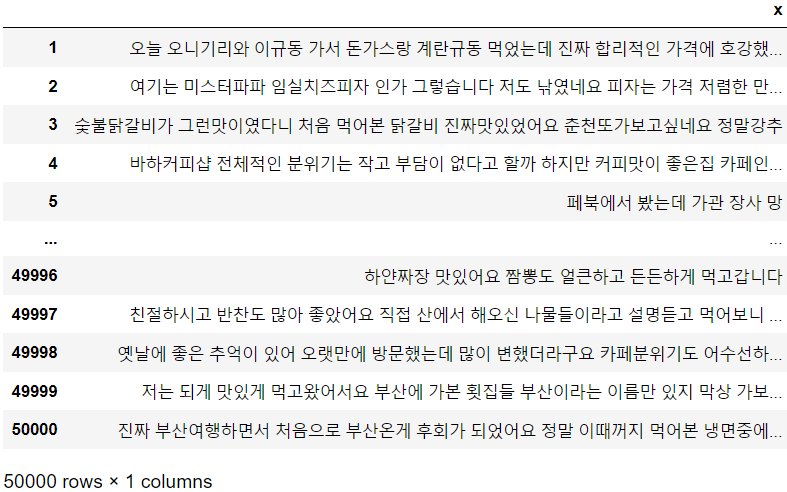 x
1 오늘 오니기리와 이규동 가서 돈가스랑 계란규동 먹었는데 진짜 합리적인 가격에 호강했...
2 여기는 미스터파파 임실치즈피자 인가 그렇습니다 저도 낚였네요 피자는 가격 저렴한 만...
3 숯불닭갈비가 그런맛이였다니 처음 먹어본 닭갈비 진짜맛있었어요 춘천또가보고싶네요 정말강추
4 바하커피샵 전체적인 분위기는 작고 부담이 없다고 할까 하지만 커피맛이 좋은집 카페인...
5 페북에서 봤는데 가관 장사 망
... ...
49996 하얀짜장 맛있어요 짬뽕도 얼큰하고 든든하게 먹고갑니다
49997 친절하시고 반찬도 많아 좋았어요 직접 산에서 해오신 나물들이라고 설명듣고 먹어보니 ...
49998 옛날에 좋은 추억이 있어 오랫만에 방문했는데 많이 변했더라구요 카페분위기도 어수선하...
49999 저는 되게 맛있게 먹고왔어서요 부산에 가본 횟집들 부산이라는 이름만 있지 막상 가보...
50000 진짜 부산여행하면서 처음으로 부산온게 후회가 되었어요 정말 이때꺼지 먹어본 냉면중에...
50000 rows × 1 columns